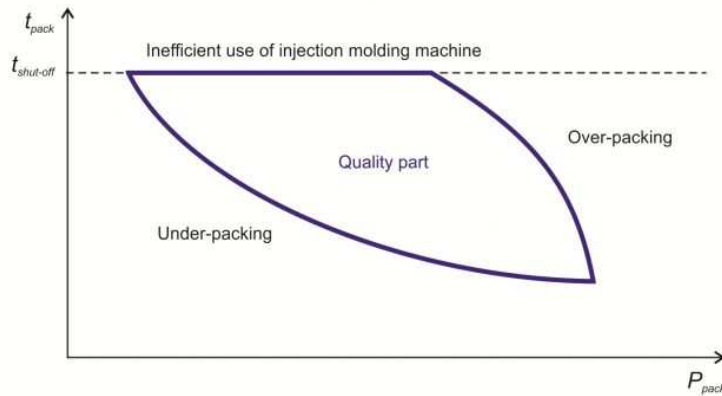 t_pack
Inefficient use of injection molding machine
t_shut-off
Over-packing
Quality part
Under-packing
P_pack